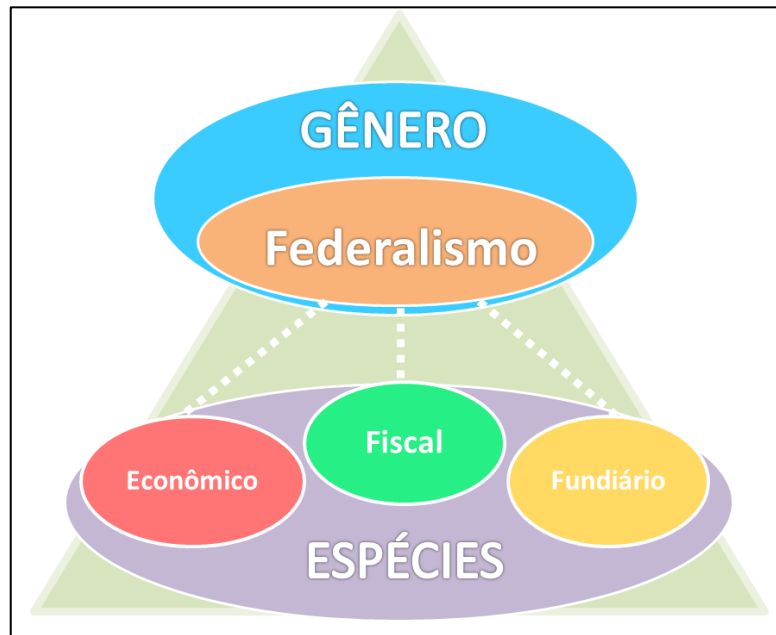 GÊNERO
Federalismo
Econômico
Fiscal
Fundiário
ESPÉCIES